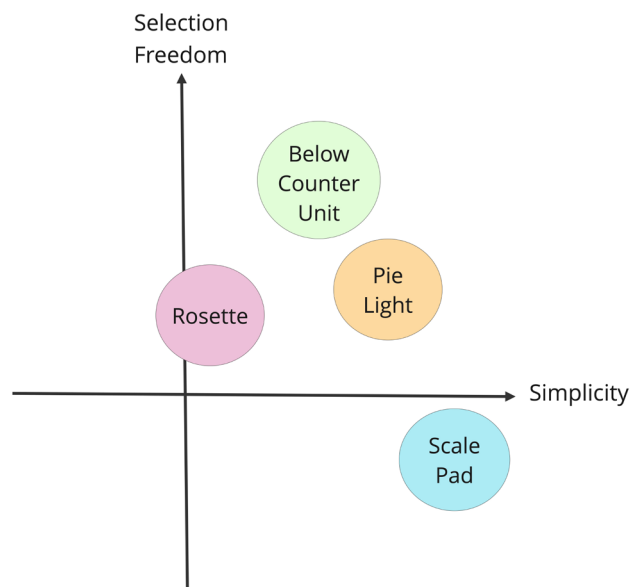 Selection
Freedom
Below
Counter
Unit
Pie
Light
Rosette
Simplicity
Scale
Pad